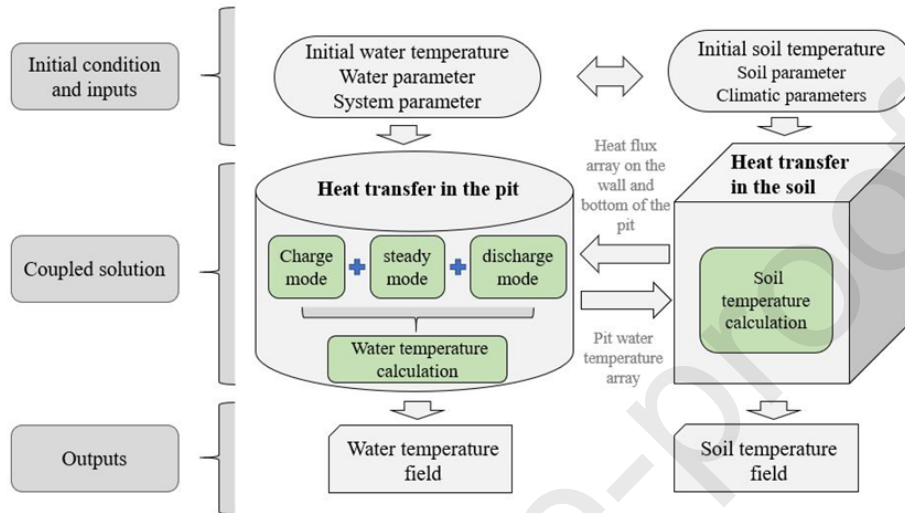 Initial condition
and inputs
Initial water temperature
Water parameter
System parameter
Initial soil temperature
Soil parameter
Climatic parameters
Coupled solution
Heat transfer in the pit
Charge
mode
steady
mode
discharge
mode
Water temperature
calculation
Heat flux
array on the
wall and
bottom of the
pit
Pit water
temperature
array
Heat transfer
in the soil
Soil
temperature
calculation
Outputs
Water temperature
field
Soil temperature
field
-proof